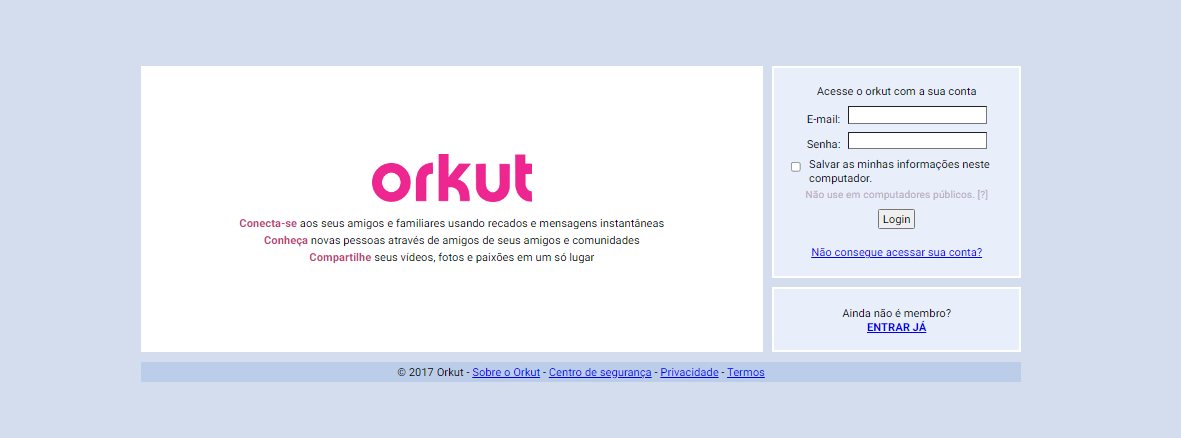 orkut
Conecta-se aos seus amigos e familiares usando recados e mensagens instantâneas
Conheça novas pessoas através de amigos de seus amigos e comunidades
Compartilhe seus vídeos, fotos e paixões em um só lugar
Acesse o orkut com a sua conta
E-mail:
Senha:
Salvar as minhas informações neste
computador.
Não use em computadores públicos. [?]
Login
Não consegue acessar sua conta?
Ainda não é membro?
ENTRAR JÁ
© 2017 Orkut - Sobre o Orkut - Centro de segurança - Privacidade - Termos